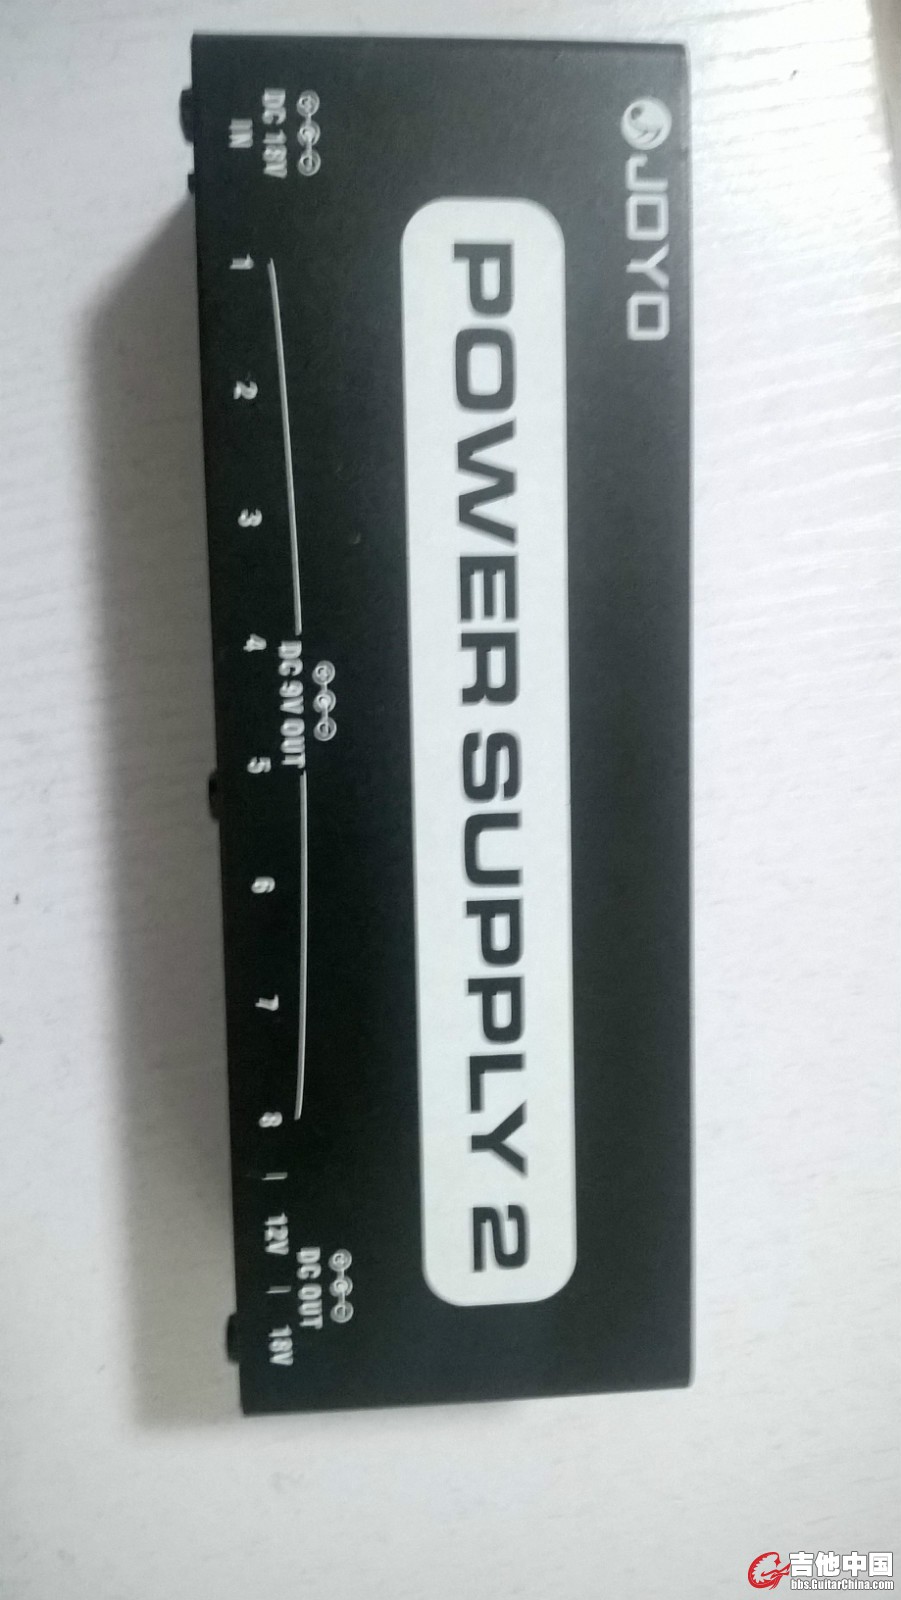 JOYO
POWER SUPPLY 2
DC 18V
IN
DC 9V OUT
DC OUT
1 2 3 4 5 6 7 8 12V 18V
吉他中国
bbs.GuitarChina.com